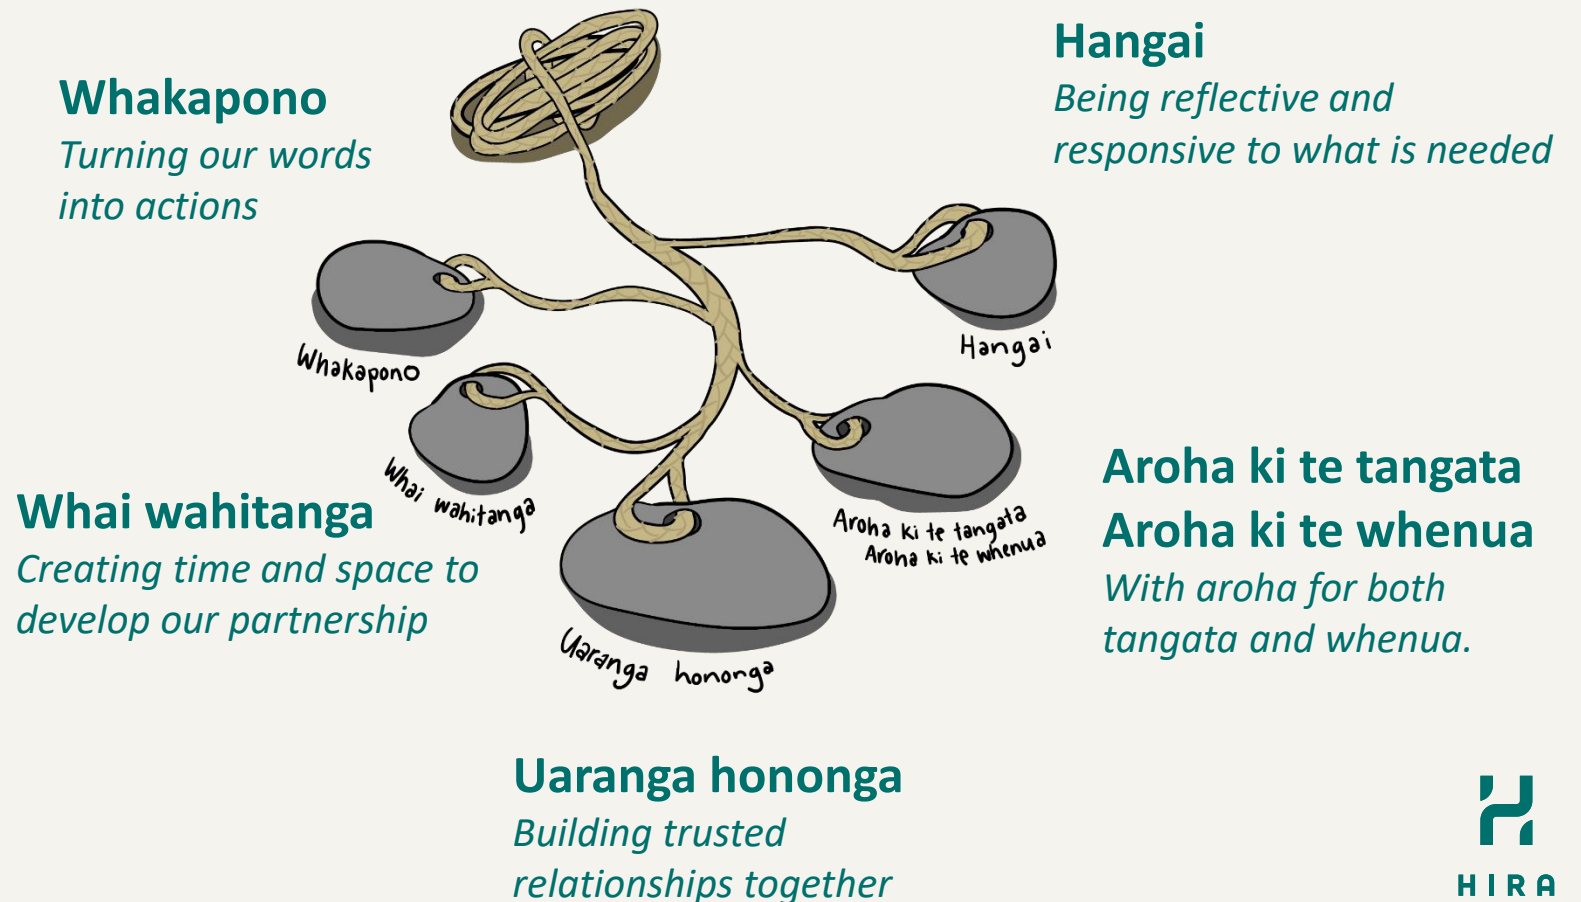 Whakapono
Turning our words
into actions
Hangai
Being reflective and
responsive to what is needed
Whakapono
Hangai
Whai wahitanga
Aroha ki te tangata
Aroha ki te whenua
Uaranga hononga
Whai wahitanga
Creating time and space to
develop our partnership
Aroha ki te tangata
Aroha ki te whenua
With aroha for both
tangata and whenua.
Uaranga hononga
Building trusted
relationships together
HIRA